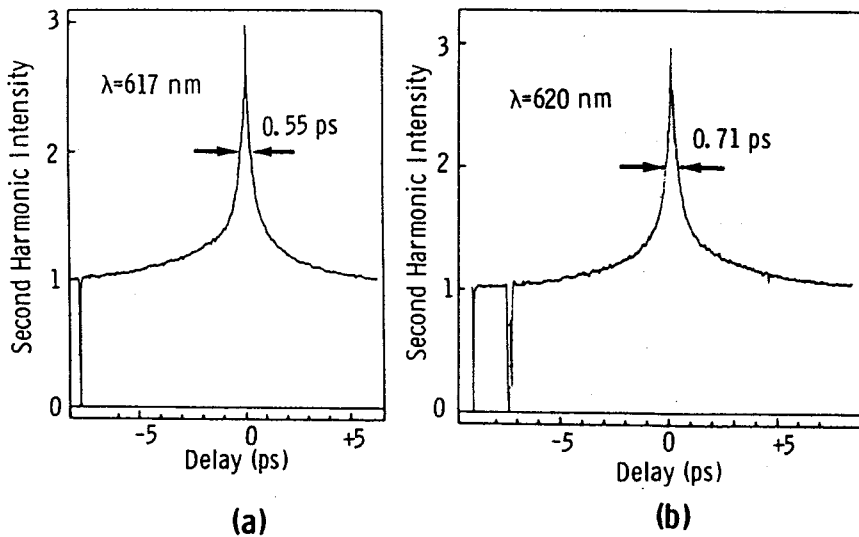 3
λ=617 nm
0.55 ps
2
1
0
Second Harmonic Intensity
-5 0 +5
Delay (ps)
(a)
3
λ=620 nm
0.71 ps
2
1
0
Second Harmonic Intensity
-5 0 +5
Delay (ps)
(b)